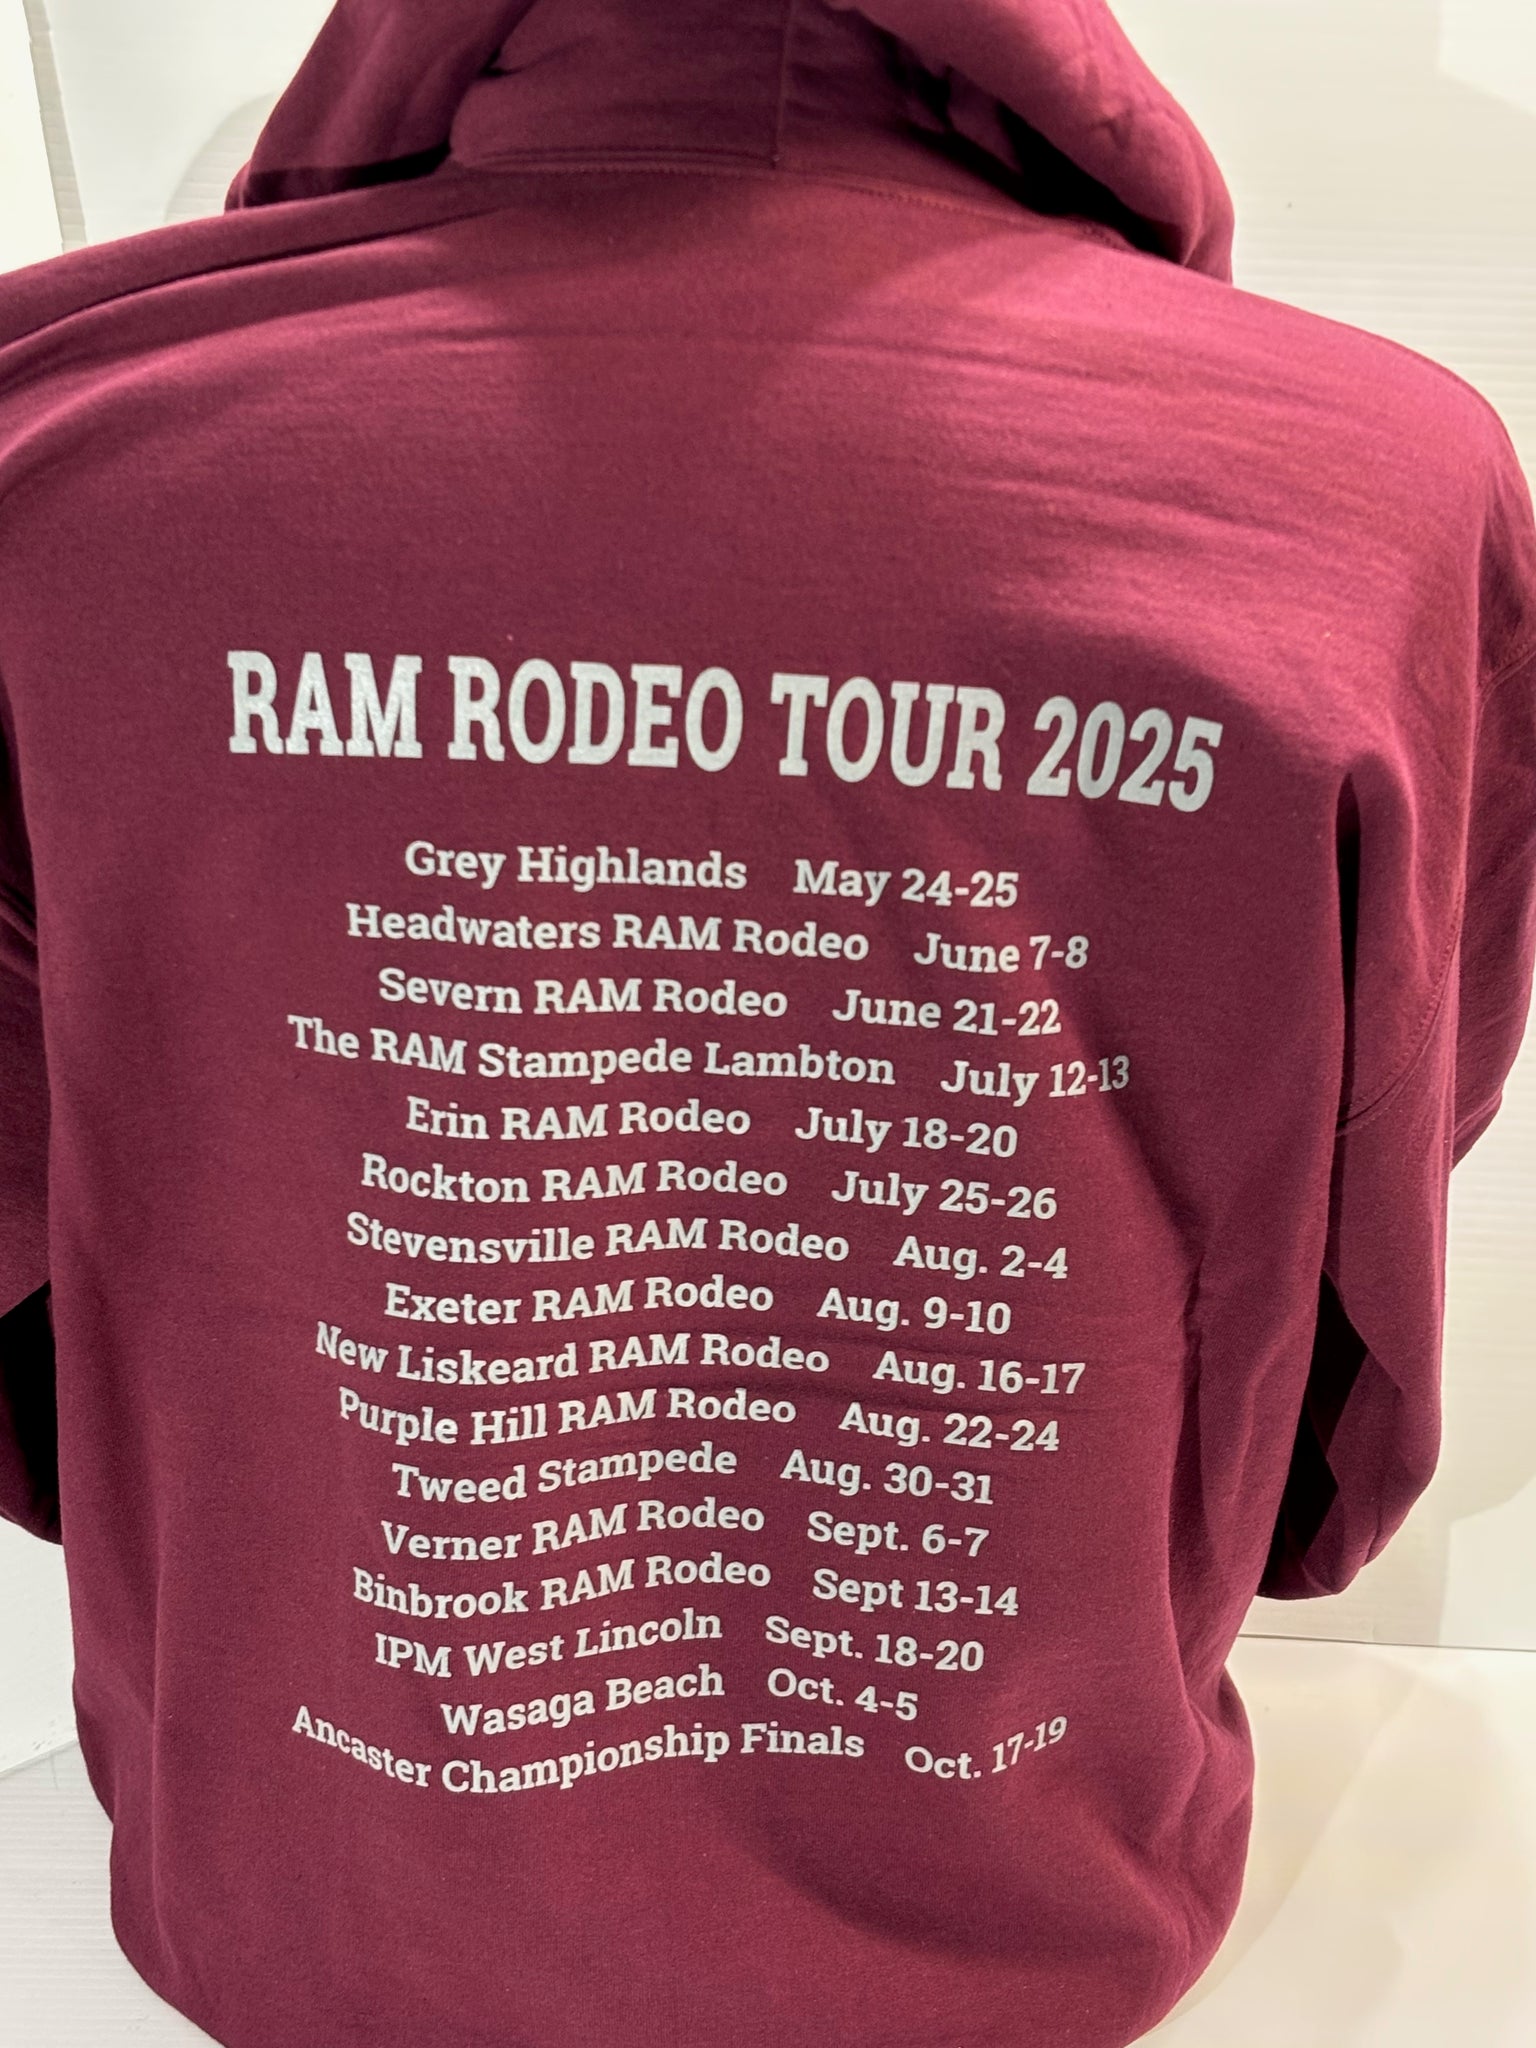 RAM RODEO TOUR 2025
Grey Highlands May 24-25
Headwaters RAM Rodeo June 7-8
Severn RAM Rodeo June 21-22
The RAM Stampede Lambton July 12-13
Erin RAM Rodeo July 18-20
Rockton RAM Rodeo July 25-26
Stevensville RAM Rodeo Aug. 2-4
Exeter RAM Rodeo Aug. 9-10
New Liskeard RAM Rodeo Aug. 16-17
Purple Hill RAM Rodeo Aug. 22-24
Tweed Stampede Aug. 30-31
Verner RAM Rodeo Sept. 6-7
Binbrook RAM Rodeo Sept 13-14
IPM West Lincoln Sept. 18-20
Wasaga Beach Oct. 4-5
Ancaster Championship Finals Oct. 17-19